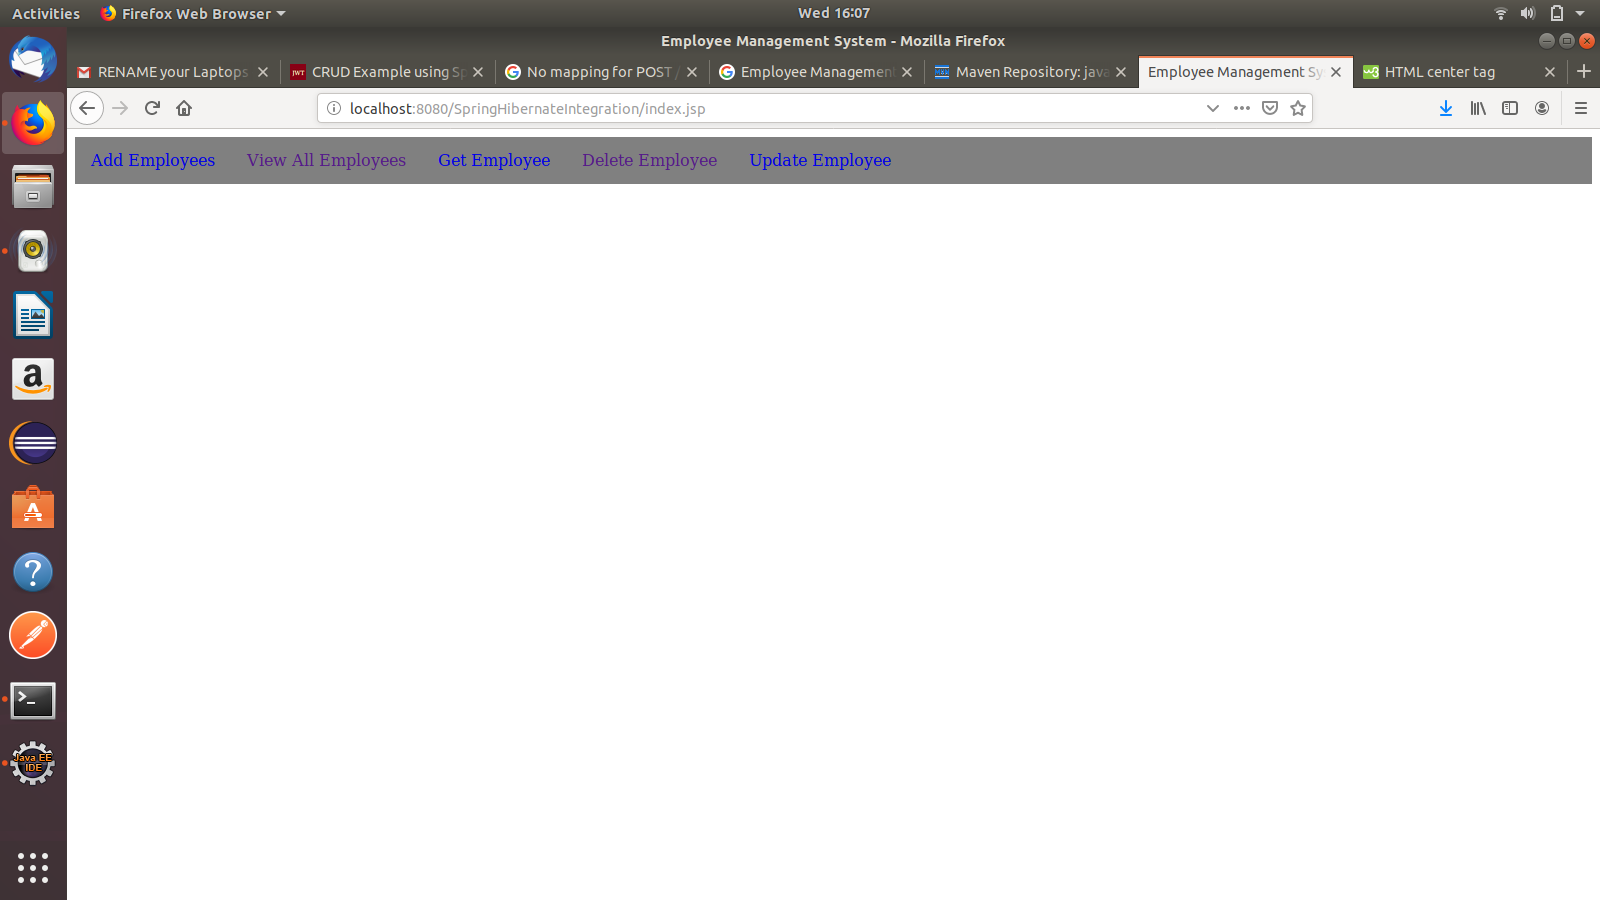 Activities Firefox Web Browser Wed 16:07
Employee Management System - Mozilla Firefox
RENAME your Laptops CRUD Example using Sp No mapping for POST / Employee Management Maven Repository: java Employee Management Sy HTML center tag
localhost:8080/SpringHibernateIntegration/index.jsp
Add Employees View All Employees Get Employee Delete Employee Update Employee
Java EE
IDE